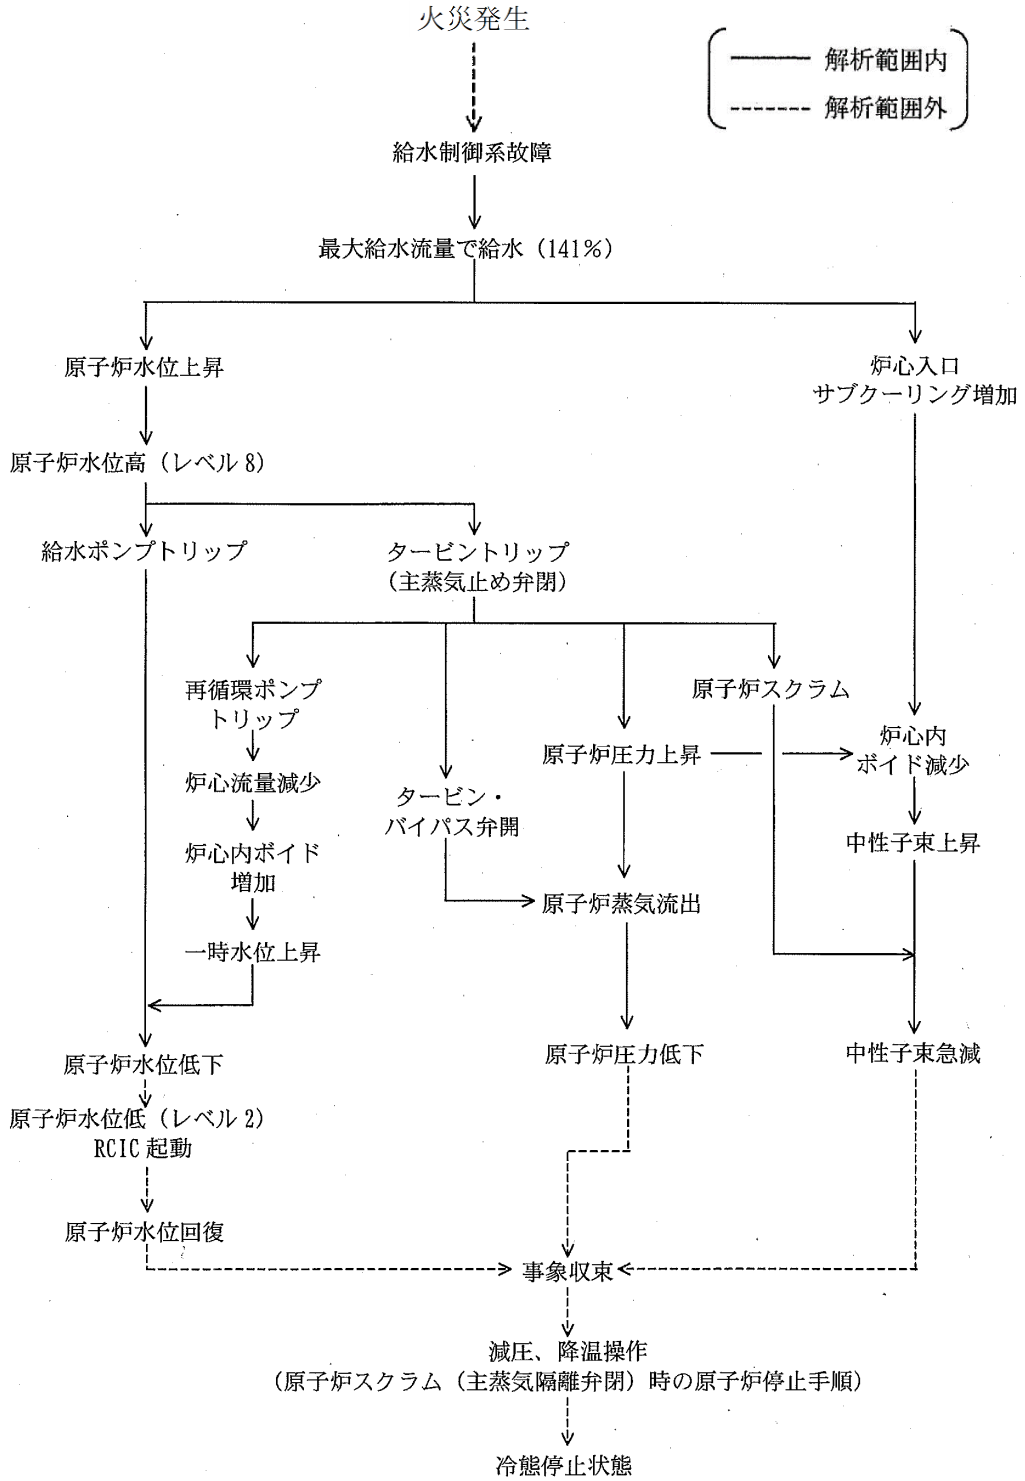 火災発生
解析範囲内
解析範囲外
給水制御系故障
最大給水流量で給水（141%）
原子炉水位上昇
炉心入口
サブクーリング増加
原子炉水位高（レベル8）
給水ポンプトリップ
タービントリップ
（主蒸気止め弁閉）
再循環ポンプ
トリップ
原子炉スクラム
炉心内
ボイド減少
原子炉圧力上昇
炉心流量減少
タービン・
バイパス弁開
中性子束上昇
炉心内ボイド
増加
原子炉蒸気流出
一時水位上昇
原子炉水位低下
原子炉圧力低下
中性子束急減
原子炉水位低（レベル2）
RCIC起動
原子炉水位回復
事象収束
減圧、降温操作
（原子炉スクラム（主蒸気隔離弁閉）時の原子炉停止手順）
冷態停止状態